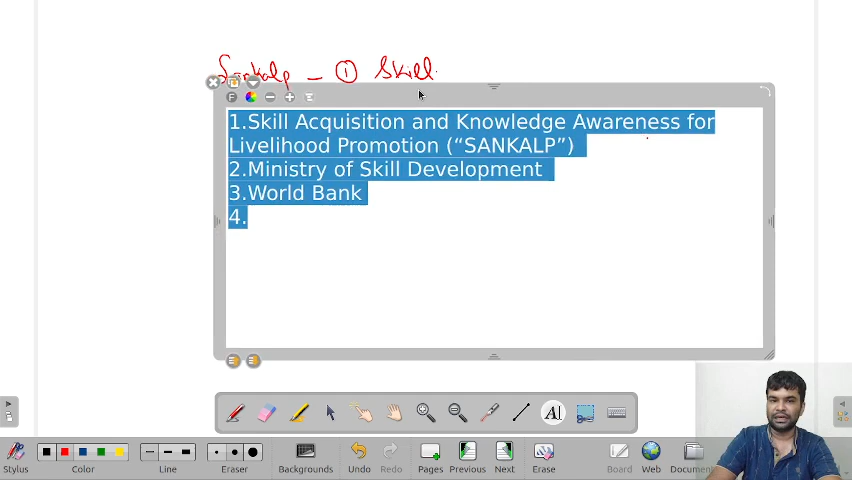 Sankalp - ① Skill
1.Skill Acquisition and Knowledge Awareness for
Livelihood Promotion (“SANKALP”)
2.Ministry of Skill Development
3.World Bank
4.
Stylus
Color
Line
Eraser
Backgrounds
Undo
Redo
Pages
Previous
Next
Erase
Board
Web
Documen